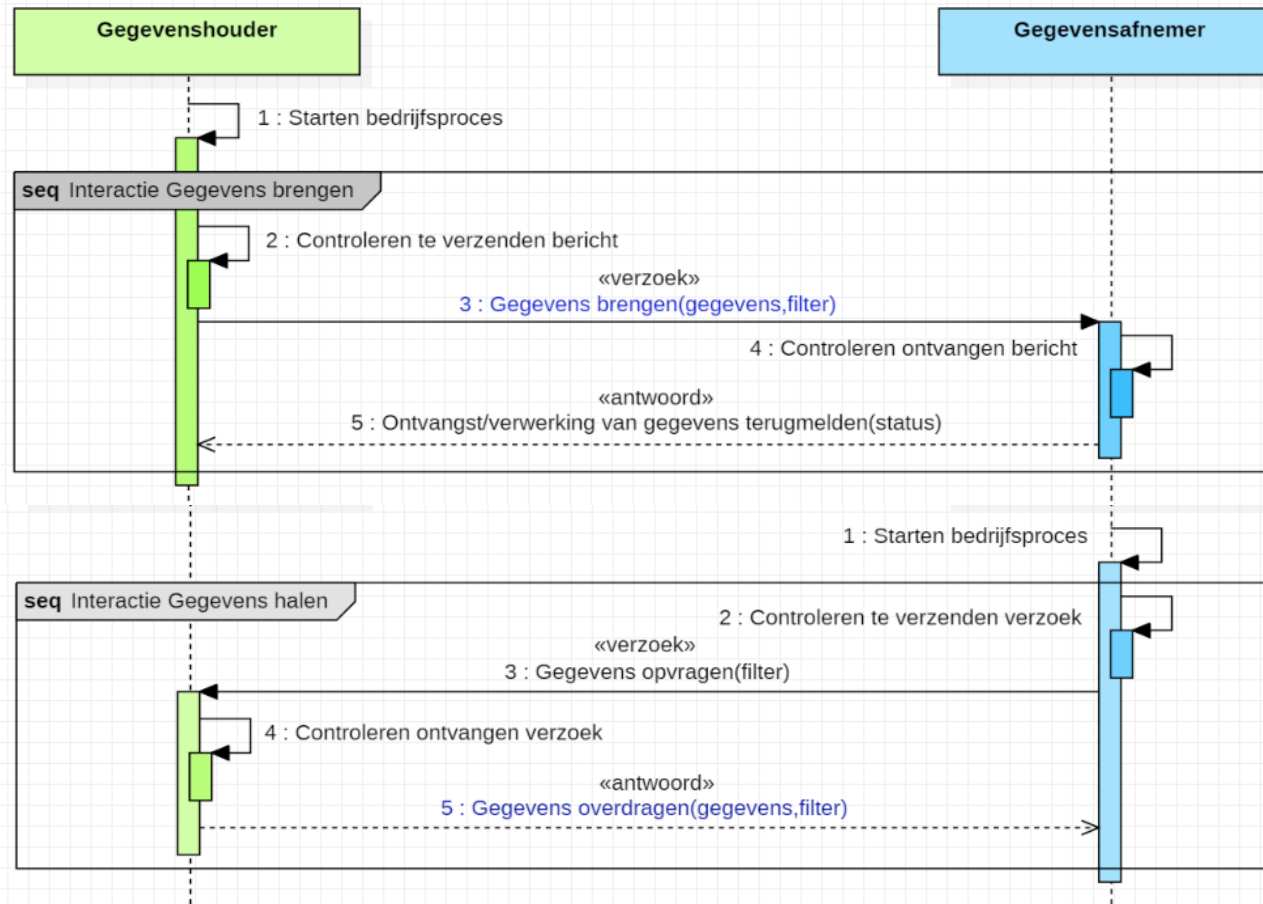 Gegevenshouder
Gegevensafnemer
1 : Starten bedrijfsproces
seq Interactie Gegevens brengen
2 : Controleren te verzenden bericht
«verzoek»
3 : Gegevens brengen(gegevens,filter)
4 : Controleren ontvangen bericht
«antwoord»
5 : Ontvangst/verwerking van gegevens terugmelden(status)
1 : Starten bedrijfsproces
seq Interactie Gegevens halen
2 : Controleren te verzenden verzoek
«verzoek»
3 : Gegevens opvragen(filter)
4 : Controleren ontvangen verzoek
«antwoord»
5 : Gegevens overdragen(gegevens,filter)